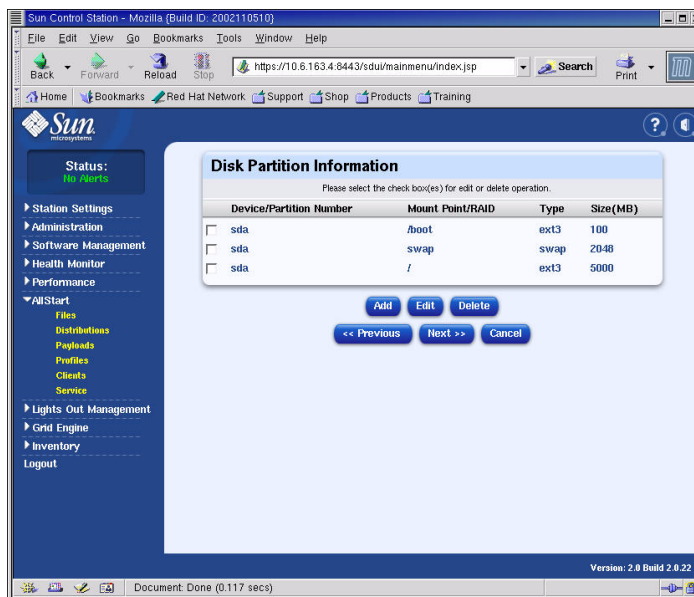 Sun Control Station - Mozilla {Build ID: 2002110510}
File Edit View Go Bookmarks Tools Window Help
Back Forward Reload Stop https://10.6.163.4:8443/sdui/mainmenu/index.jsp Search Print
Home Bookmarks Red Hat Network Support Shop Products Training
Sun
microsystems
?
Status:
No Alerts
Station Settings
Administration
Software Management
Health Monitor
Performance
AllStart
Files
Distributions
Payloads
Profiles
Clients
Service
Lights Out Management
Grid Engine
Inventory
Logout
Disk Partition Information
Please select the check box(es) for edit or delete operation.
Device/Partition Number Mount Point/RAID Type Size(MB)
sda /boot ext3 100
sda swap swap 2048
sda / ext3 5000
Add Edit Delete
<< Previous Next >> Cancel
Version: 2.0 Build 2.0.22
Document: Done (0.117 secs)